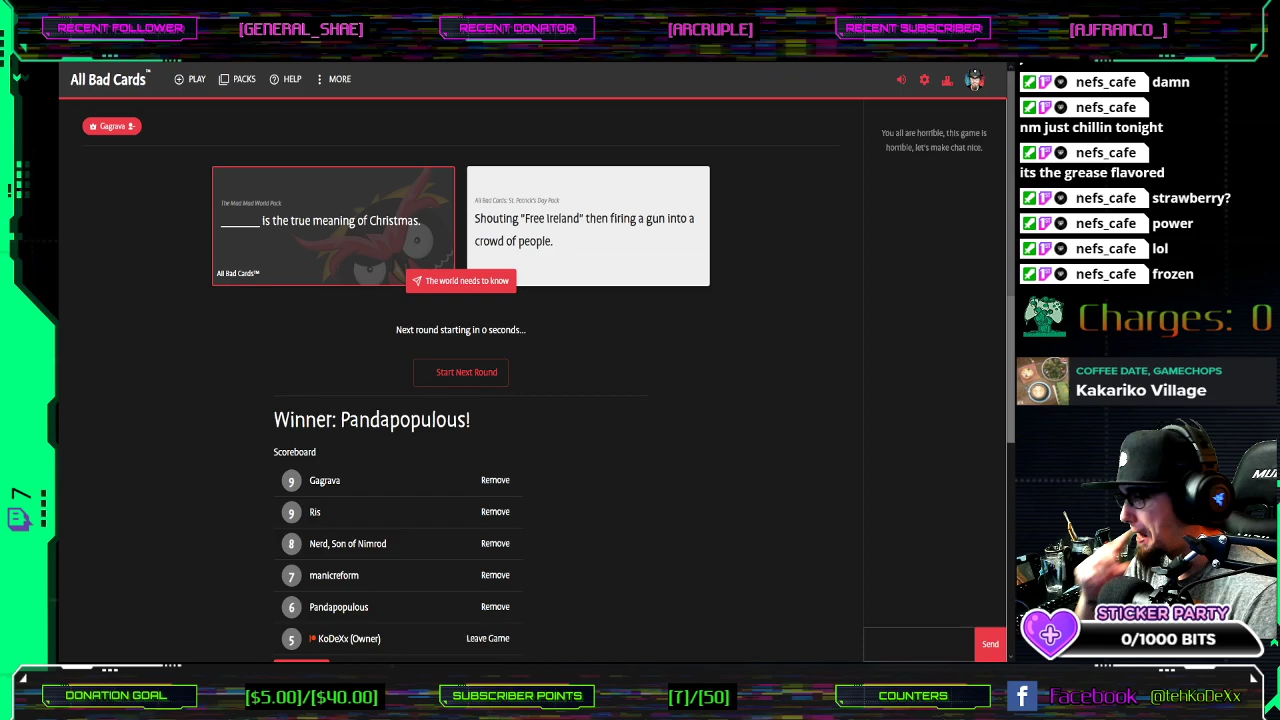 RECENT FOLLOWER
[GENERAL_SHAE]
RECENT DONATOR
[ARCRUPLE]
RECENT SUBSCRIBER
[AJFRANCO_]
All Bad Cards™
PLAY
PACKS
HELP
MORE
Gagrava
You all are horrible, this game is
horrible, let's make chat nice.
The Mad Mad World Pack
______ is the true meaning of Christmas.
All Bad Cards™
All Bad Cards: St. Patrick's Day Pack
Shouting "Free Ireland" then firing a gun into a
crowd of people.
The world needs to know
Next round starting in 0 seconds...
Start Next Round
Winner: Pandapopulous!
Scoreboard
9 Gagrava Remove
9 Ris Remove
8 Nerd, Son of Nimrod Remove
7 manicreform Remove
6 Pandapopulous Remove
5 KoDeXx (Owner) Leave Game
Send
nefs_cafe damn
nefs_cafe
nm just chillin tonight
nefs_cafe
its the grease flavored
nefs_cafe strawberry?
nefs_cafe power
nefs_cafe lol
nefs_cafe frozen
Charges: 0
COFFEE DATE, GAMECHOPS
Kakariko Village
STICKER PARTY
0/1000 BITS
7
DONATION GOAL
[$5.00]/[$40.00]
SUBSCRIBER POINTS
[7]/[50]
COUNTERS
Facebook
@tehKoDeXx